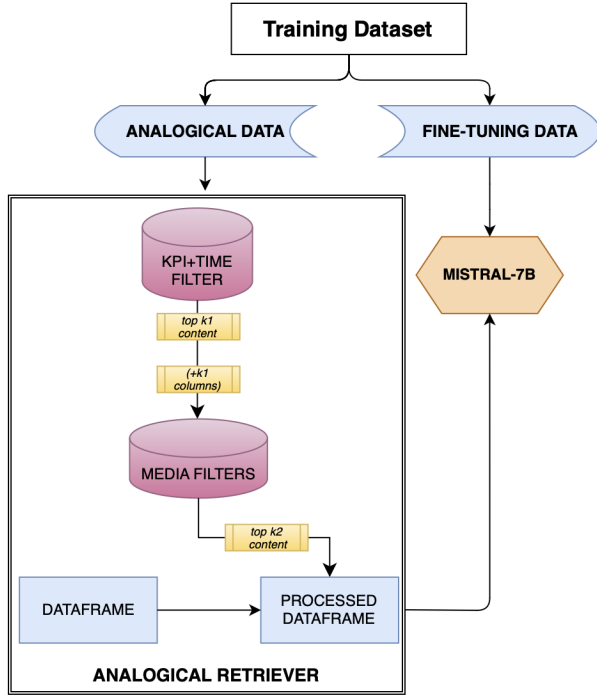 Training Dataset
ANALOGICAL DATA
FINE-TUNING DATA
KPI+TIME
FILTER
MISTRAL-7B
top k1
content
(+k1
columns)
MEDIA FILTERS
top k2
content
DATAFRAME
PROCESSED
DATAFRAME
ANALOGICAL RETRIEVER